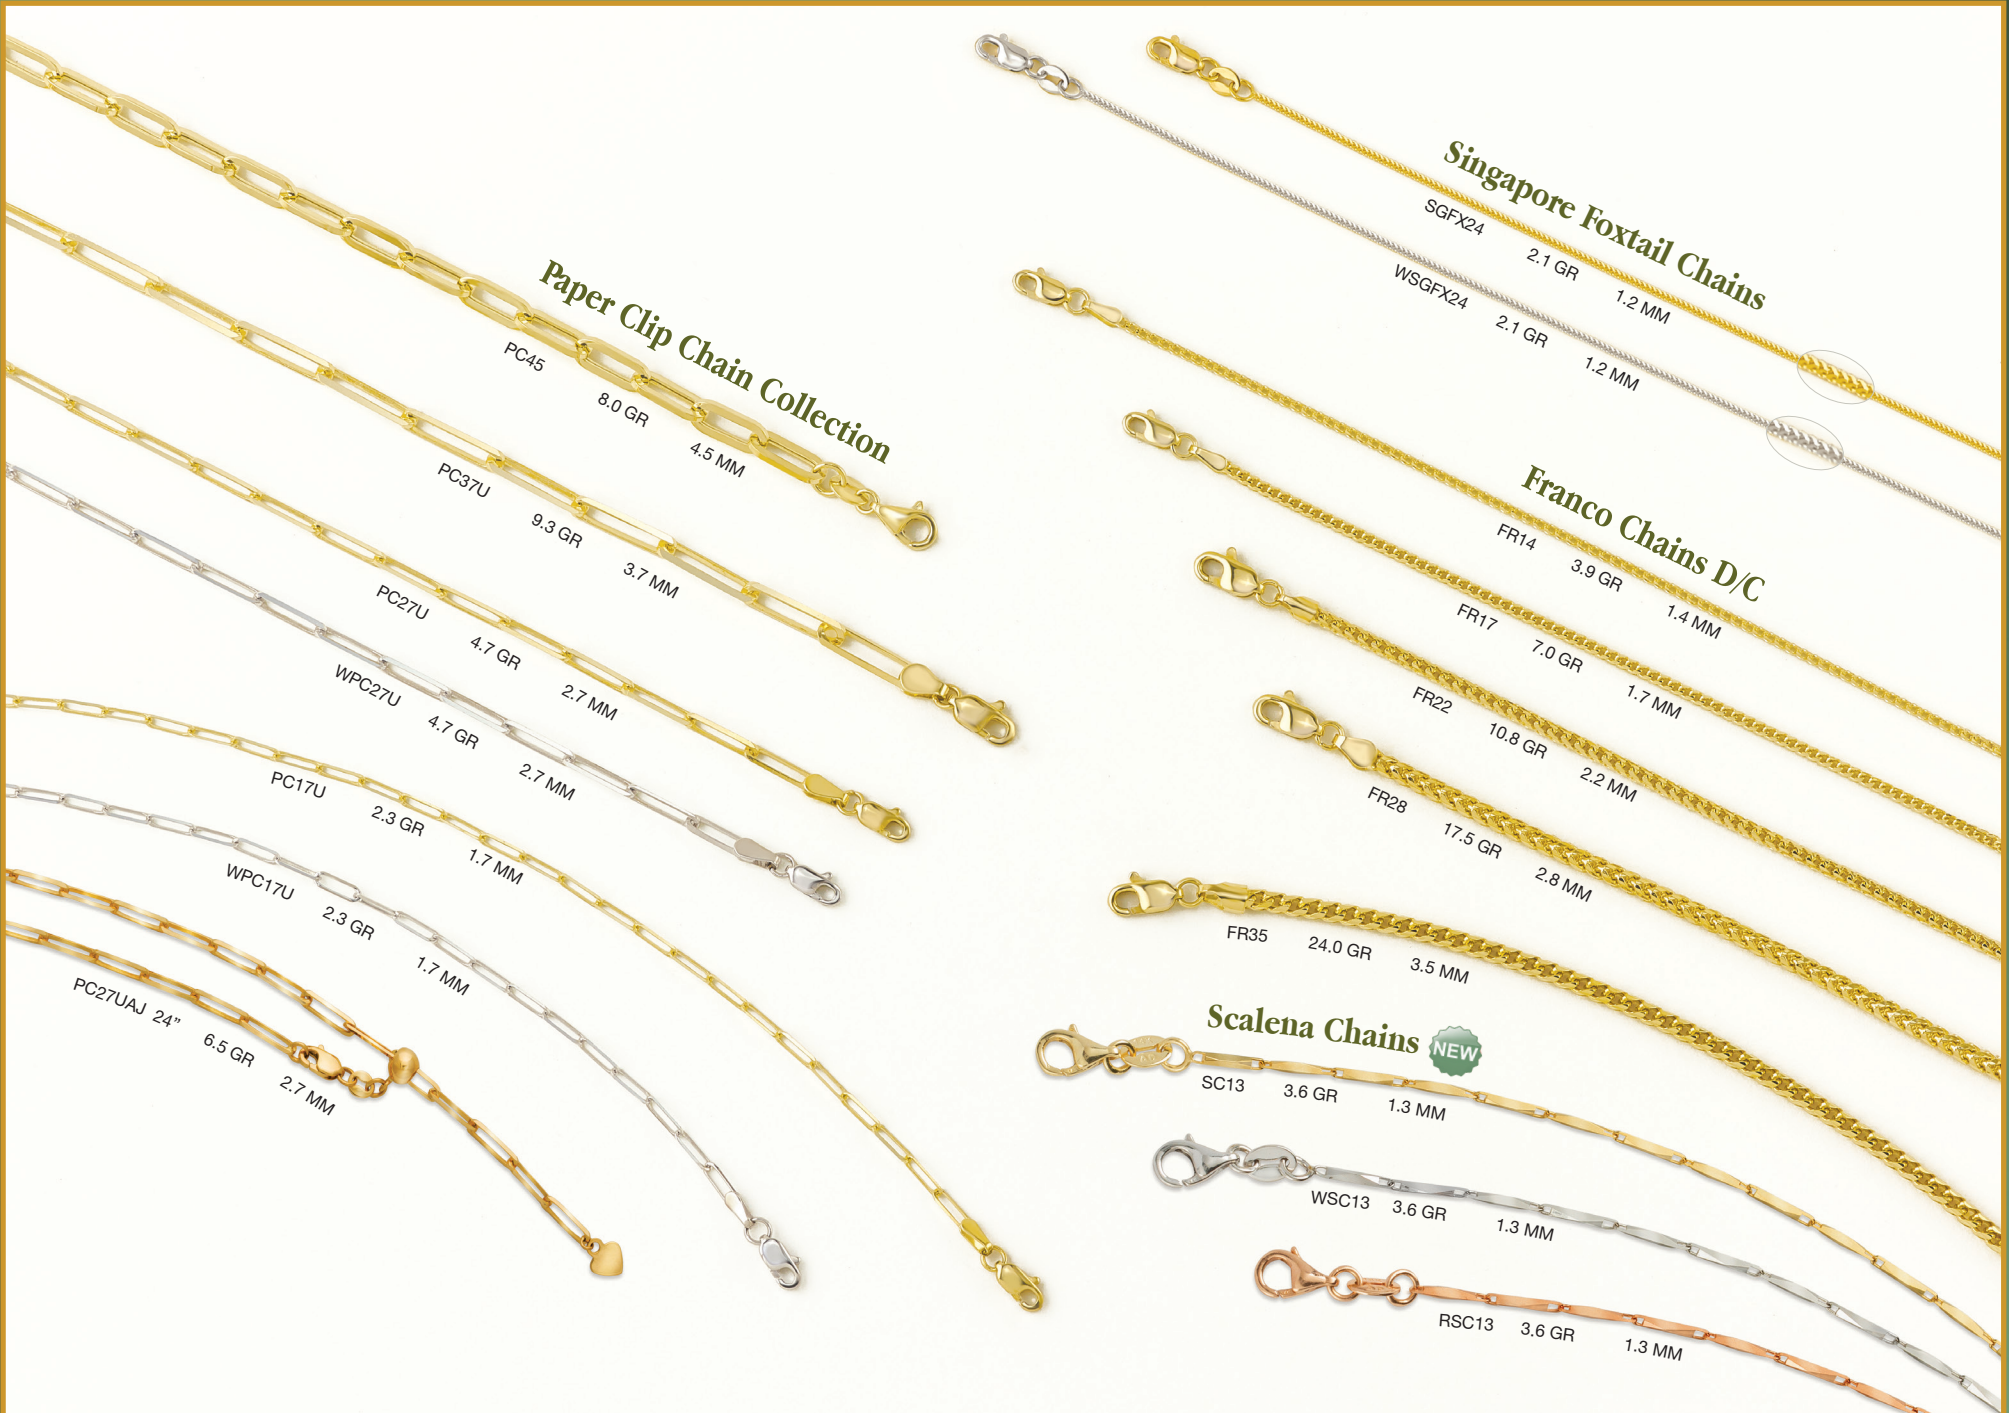 Paper Clip Chain Collection
PC45 8.0 GR 4.5 MM
PC37U 9.3 GR 3.7 MM
PC27U 4.7 GR 2.7 MM
WPC27U 4.7 GR 2.7 MM
PC17U 2.3 GR 1.7 MM
WPC17U 2.3 GR 1.7 MM
PC27UAJ 24” 6.5 GR 2.7 MM
Singapore Foxtail Chains
SGFX24 2.1 GR 1.2 MM
WSGFX24 2.1 GR 1.2 MM
Franco Chains D/C
FR14 3.9 GR 1.4 MM
FR17 7.0 GR 1.7 MM
FR22 10.8 GR 2.2 MM
FR28 17.5 GR 2.8 MM
FR35 24.0 GR 3.5 MM
Scalena Chains NEW
SC13 3.6 GR 1.3 MM
WSC13 3.6 GR 1.3 MM
RSC13 3.6 GR 1.3 MM